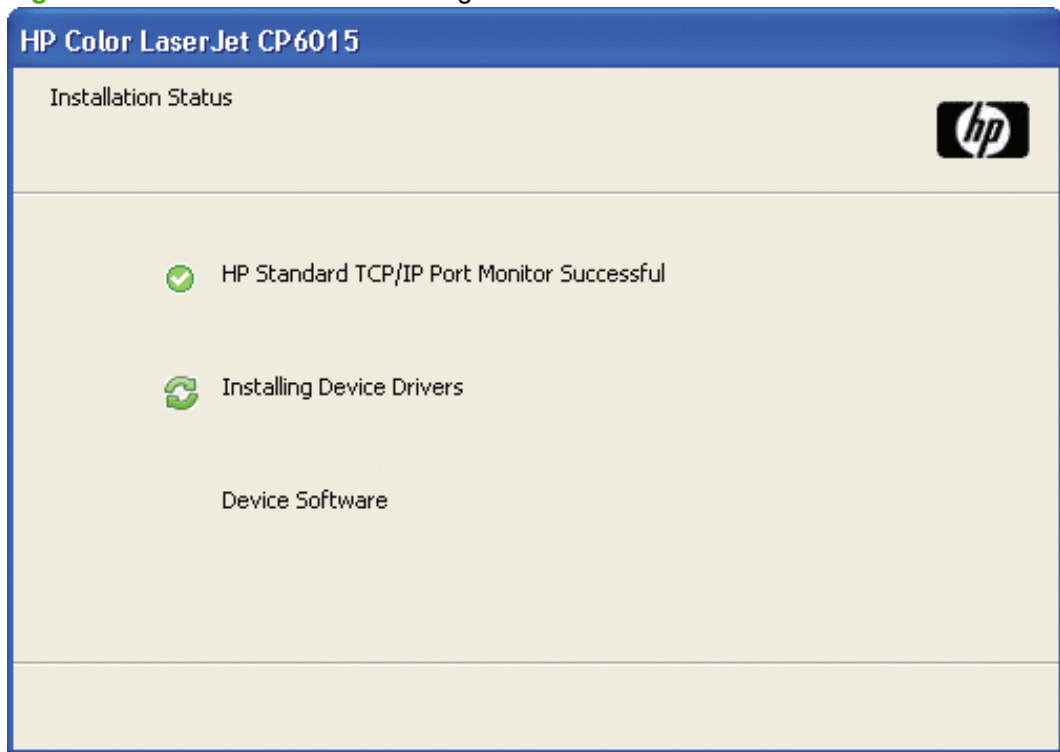 HP Color LaserJet CP6015
Installation Status
hp
HP Standard TCP/IP Port Monitor Successful
Installing Device Drivers
Device Software